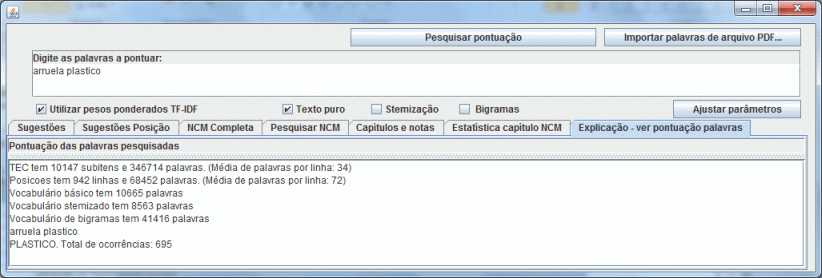 Pesquisar pontuação
Importar palavras de arquivo PDF...
Digite as palavras a pontuar:
arruela plastico
Utilizar pesos ponderados TF-IDF
Texto puro
Stemização
Bigramas
Ajustar parâmetros
Sugestões
Sugestões Posição
NCM Completa
Pesquisar NCM
Capitulos e notas
Estatística capitulo NCM
Explicação - ver pontuação palavras
Pontuação das palavras pesquisadas
TEC tem 10147 subitens e 346714 palavras. (Média de palavras por linha: 34)
Posicoes tem 942 linhas e 68452 palavras. (Média de palavras por linha: 72)
Vocabulário básico tem 10665 palavras
Vocabulário stemizado tem 8563 palavras
Vocabulário de bigramas tem 41416 palavras
arruela plastico
PLASTICO. Total de ocorrências: 695